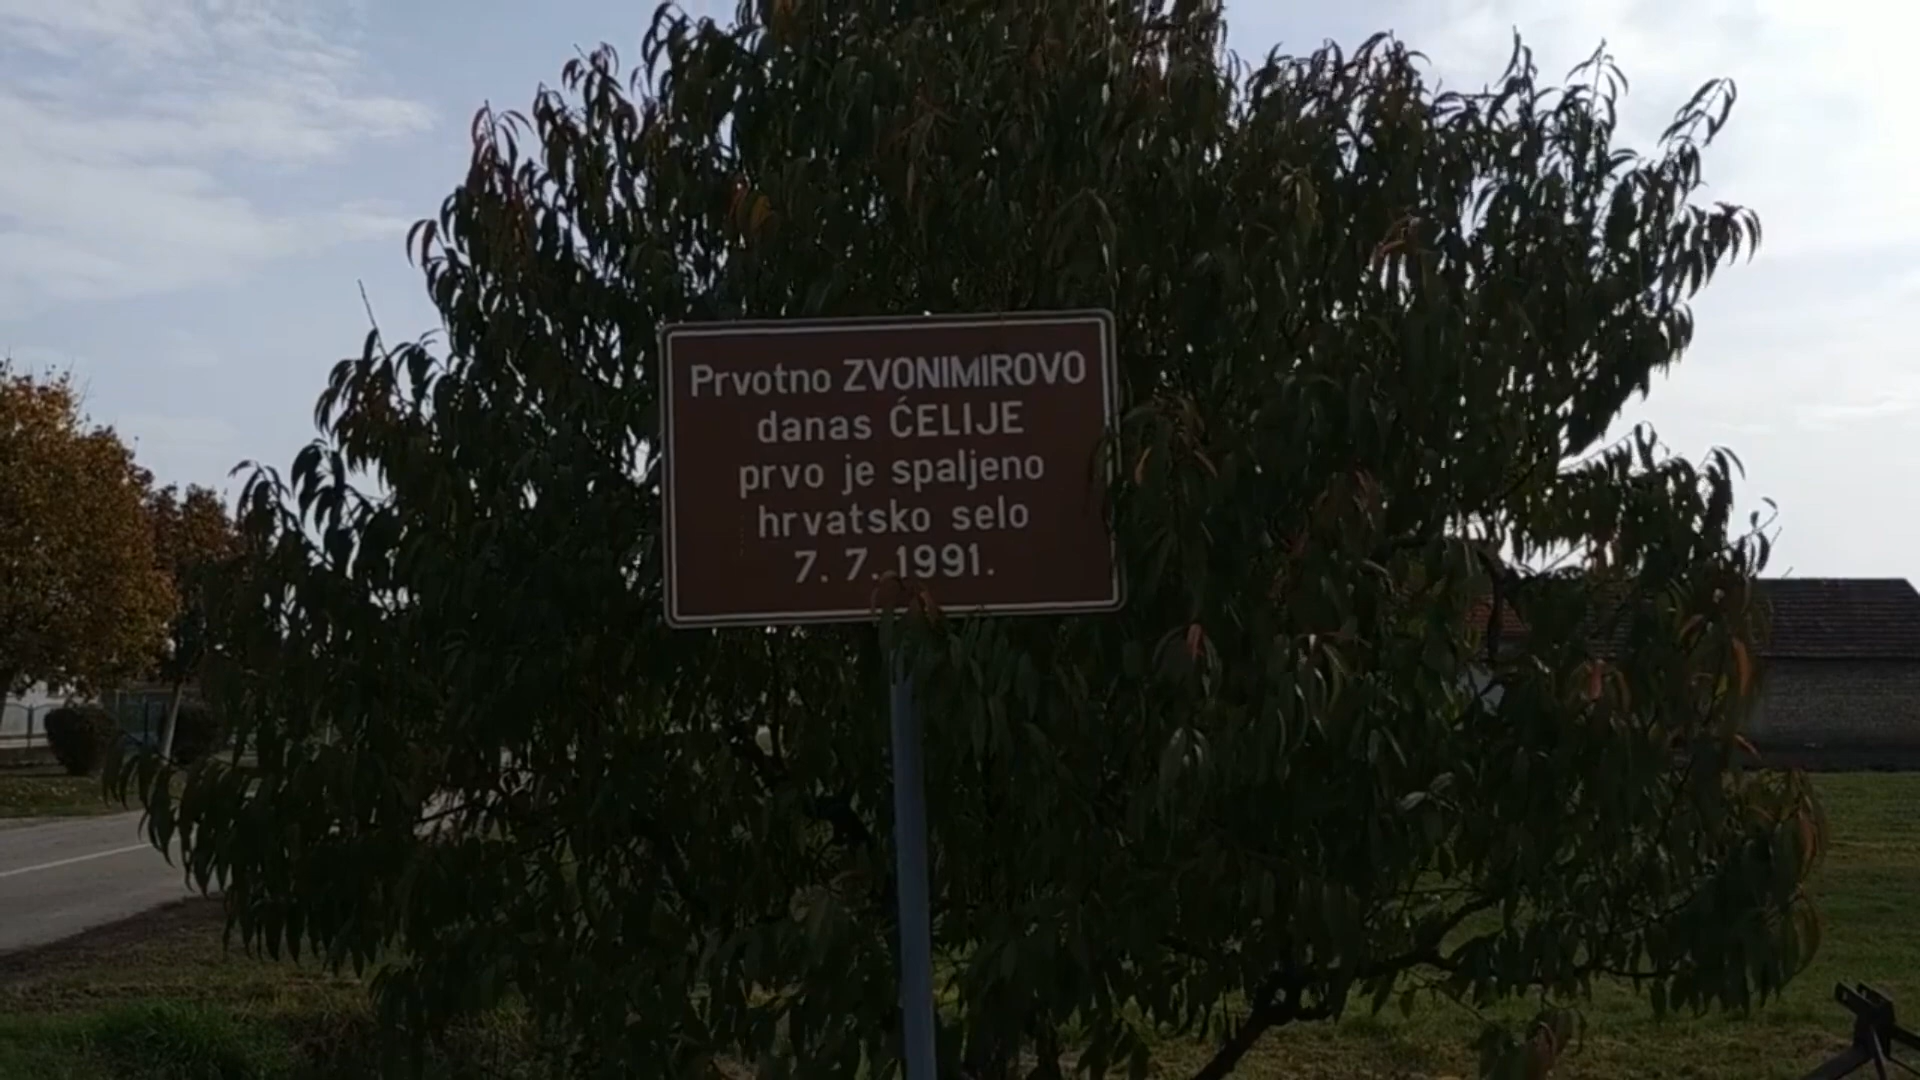 Prvotno ZVONIMIROVO
danas ĆELIJE
prvo je spaljeno
hrvatsko selo
7. 7. 1991.